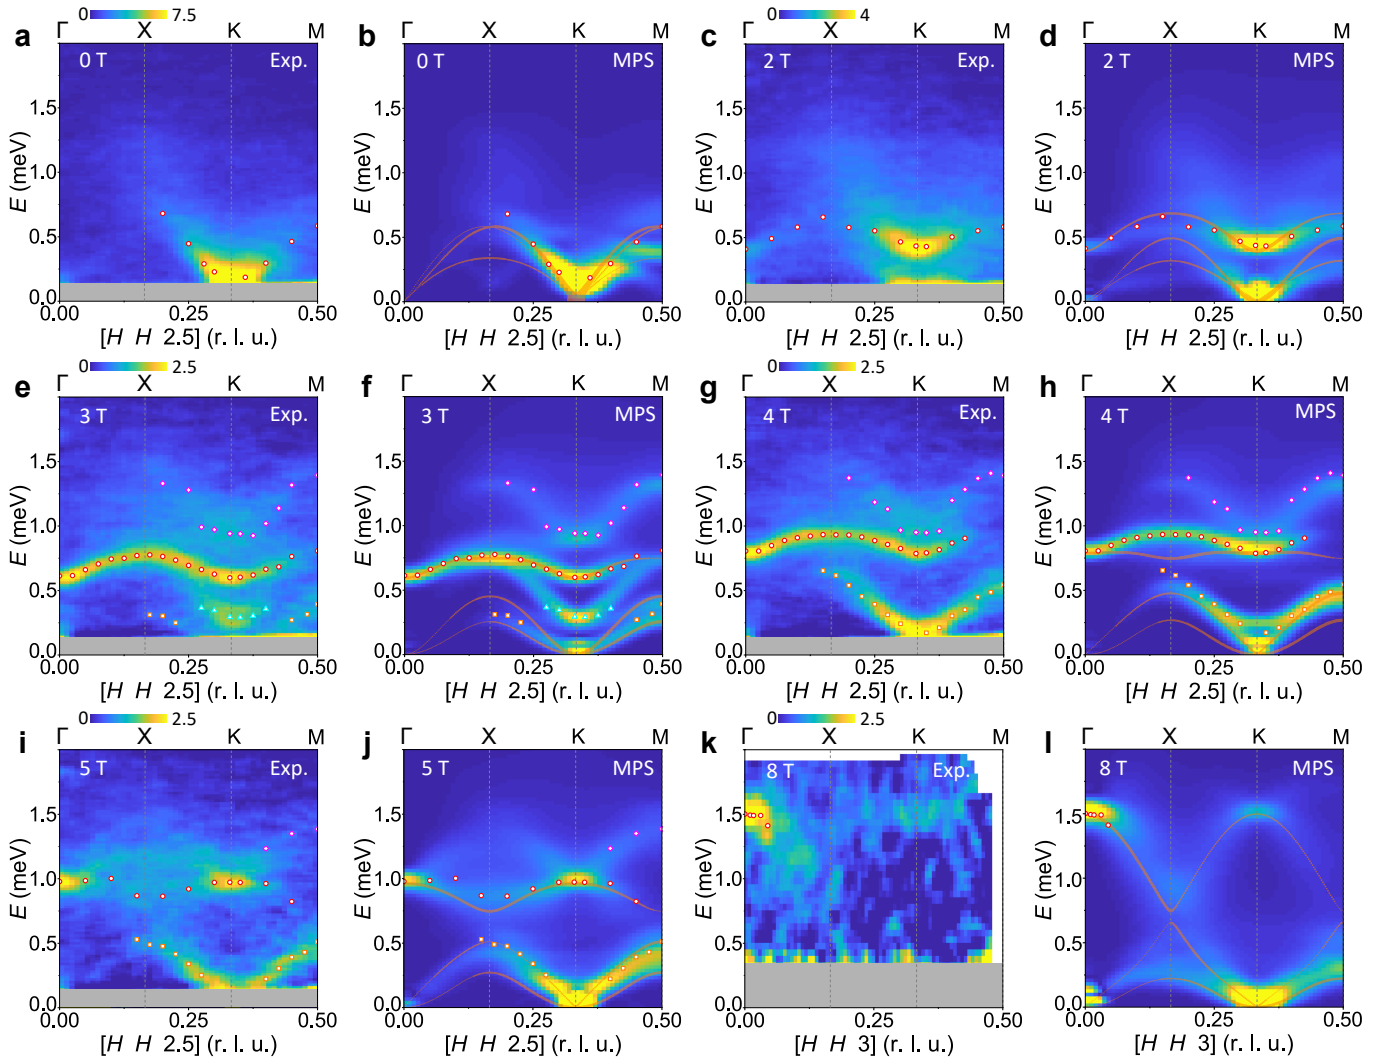 0 7.5 0 4
a Γ X K M b Γ X K M c Γ X K M d Γ X K M
0 T Exp. 0 T MPS 2 T Exp. 2 T MPS
E (meV) 1.5 1.0 0.5 0.0
E (meV) 1.5 1.0 0.5 0.0
E (meV) 1.5 1.0 0.5 0.0
E (meV) 1.5 1.0 0.5 0.0
0.00 0.25 0.50 0.00 0.25 0.50 0.00 0.25 0.50 0.00 0.25 0.50
[H H 2.5] (r. l. u.) [H H 2.5] (r. l. u.) [H H 2.5] (r. l. u.) [H H 2.5] (r. l. u.)
0 2.5 0 2.5
e Γ X K M f Γ X K M g Γ X K M h Γ X K M
3 T Exp. 3 T MPS 4 T Exp. 4 T MPS
E (meV) 1.5 1.0 0.5 0.0
E (meV) 1.5 1.0 0.5 0.0
E (meV) 1.5 1.0 0.5 0.0
E (meV) 1.5 1.0 0.5 0.0
0.00 0.25 0.50 0.00 0.25 0.50 0.00 0.25 0.50 0.00 0.25 0.50
[H H 2.5] (r. l. u.) [H H 2.5] (r. l. u.) [H H 2.5] (r. l. u.) [H H 2.5] (r. l. u.)
0 2.5 0 2.5
i Γ X K M j Γ X K M k Γ X K M l Γ X K M
5 T Exp. 5 T MPS 8 T Exp. 8 T MPS
E (meV) 1.5 1.0 0.5 0.0
E (meV) 1.5 1.0 0.5 0.0
E (meV) 1.5 1.0 0.5 0.0
E (meV) 1.5 1.0 0.5 0.0
0.00 0.25 0.50 0.00 0.25 0.50 0.00 0.25 0.50 0.00 0.25 0.50
[H H 2.5] (r. l. u.) [H H 2.5] (r. l. u.) [H H 3] (r. l. u.) [H H 3] (r. l. u.)